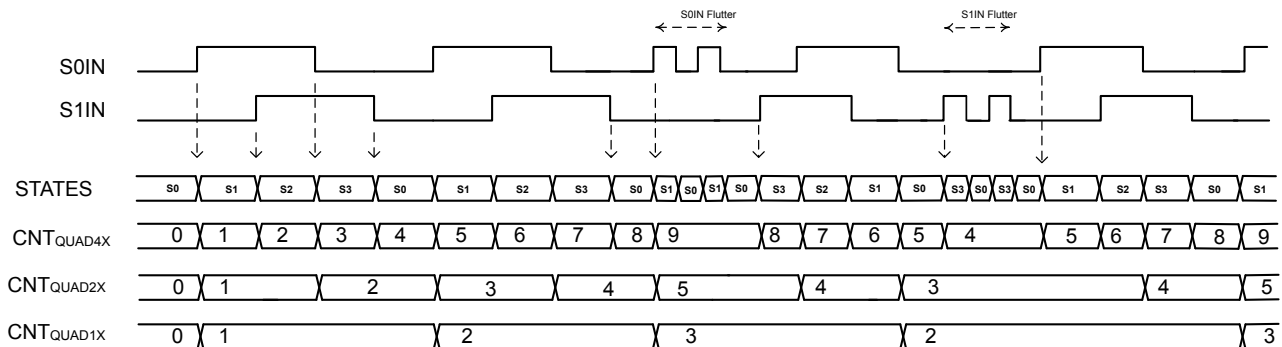 S0IN Flutter S1IN Flutter
S0IN
S1IN
STATES S0 S1 S2 S3 S0 S1 S2 S3 S0 S1 S0 S1 S0 S3 S2 S1 S0 S3 S0 S3 S0 S1 S2 S3 S0 S1
CNTQUAD4X 0 1 2 3 4 5 6 7 8 9 8 7 6 5 4 5 6 7 8 9
CNTQUAD2X 0 1 2 3 4 5 4 3 4 5
CNTQUAD1X 0 1 2 3 2 3